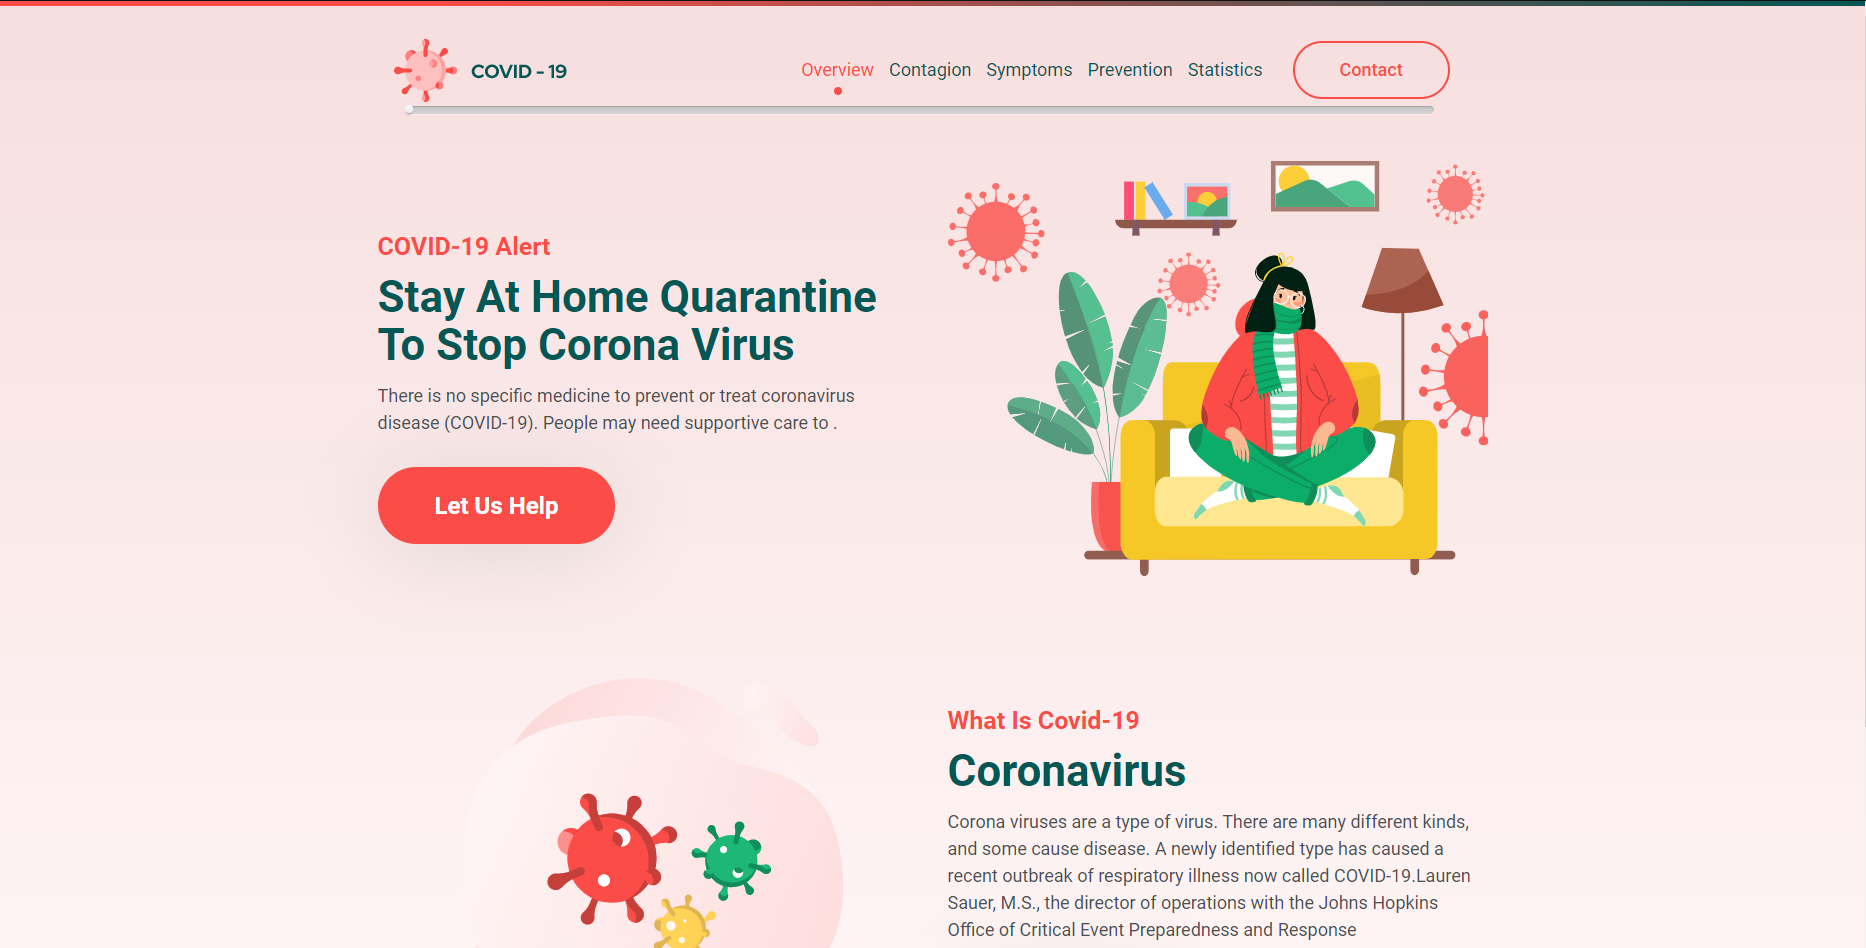 COVID - 19
Overview Contagion Symptoms Prevention Statistics Contact
COVID-19 Alert
Stay At Home Quarantine
To Stop Corona Virus
There is no specific medicine to prevent or treat coronavirus
disease (COVID-19). People may need supportive care to .
Let Us Help
What Is Covid-19
Coronavirus
Corona viruses are a type of virus. There are many different kinds,
and some cause disease. A newly identified type has caused a
recent outbreak of respiratory illness now called COVID-19.Lauren
Sauer, M.S., the director of operations with the Johns Hopkins
Office of Critical Event Preparedness and Response